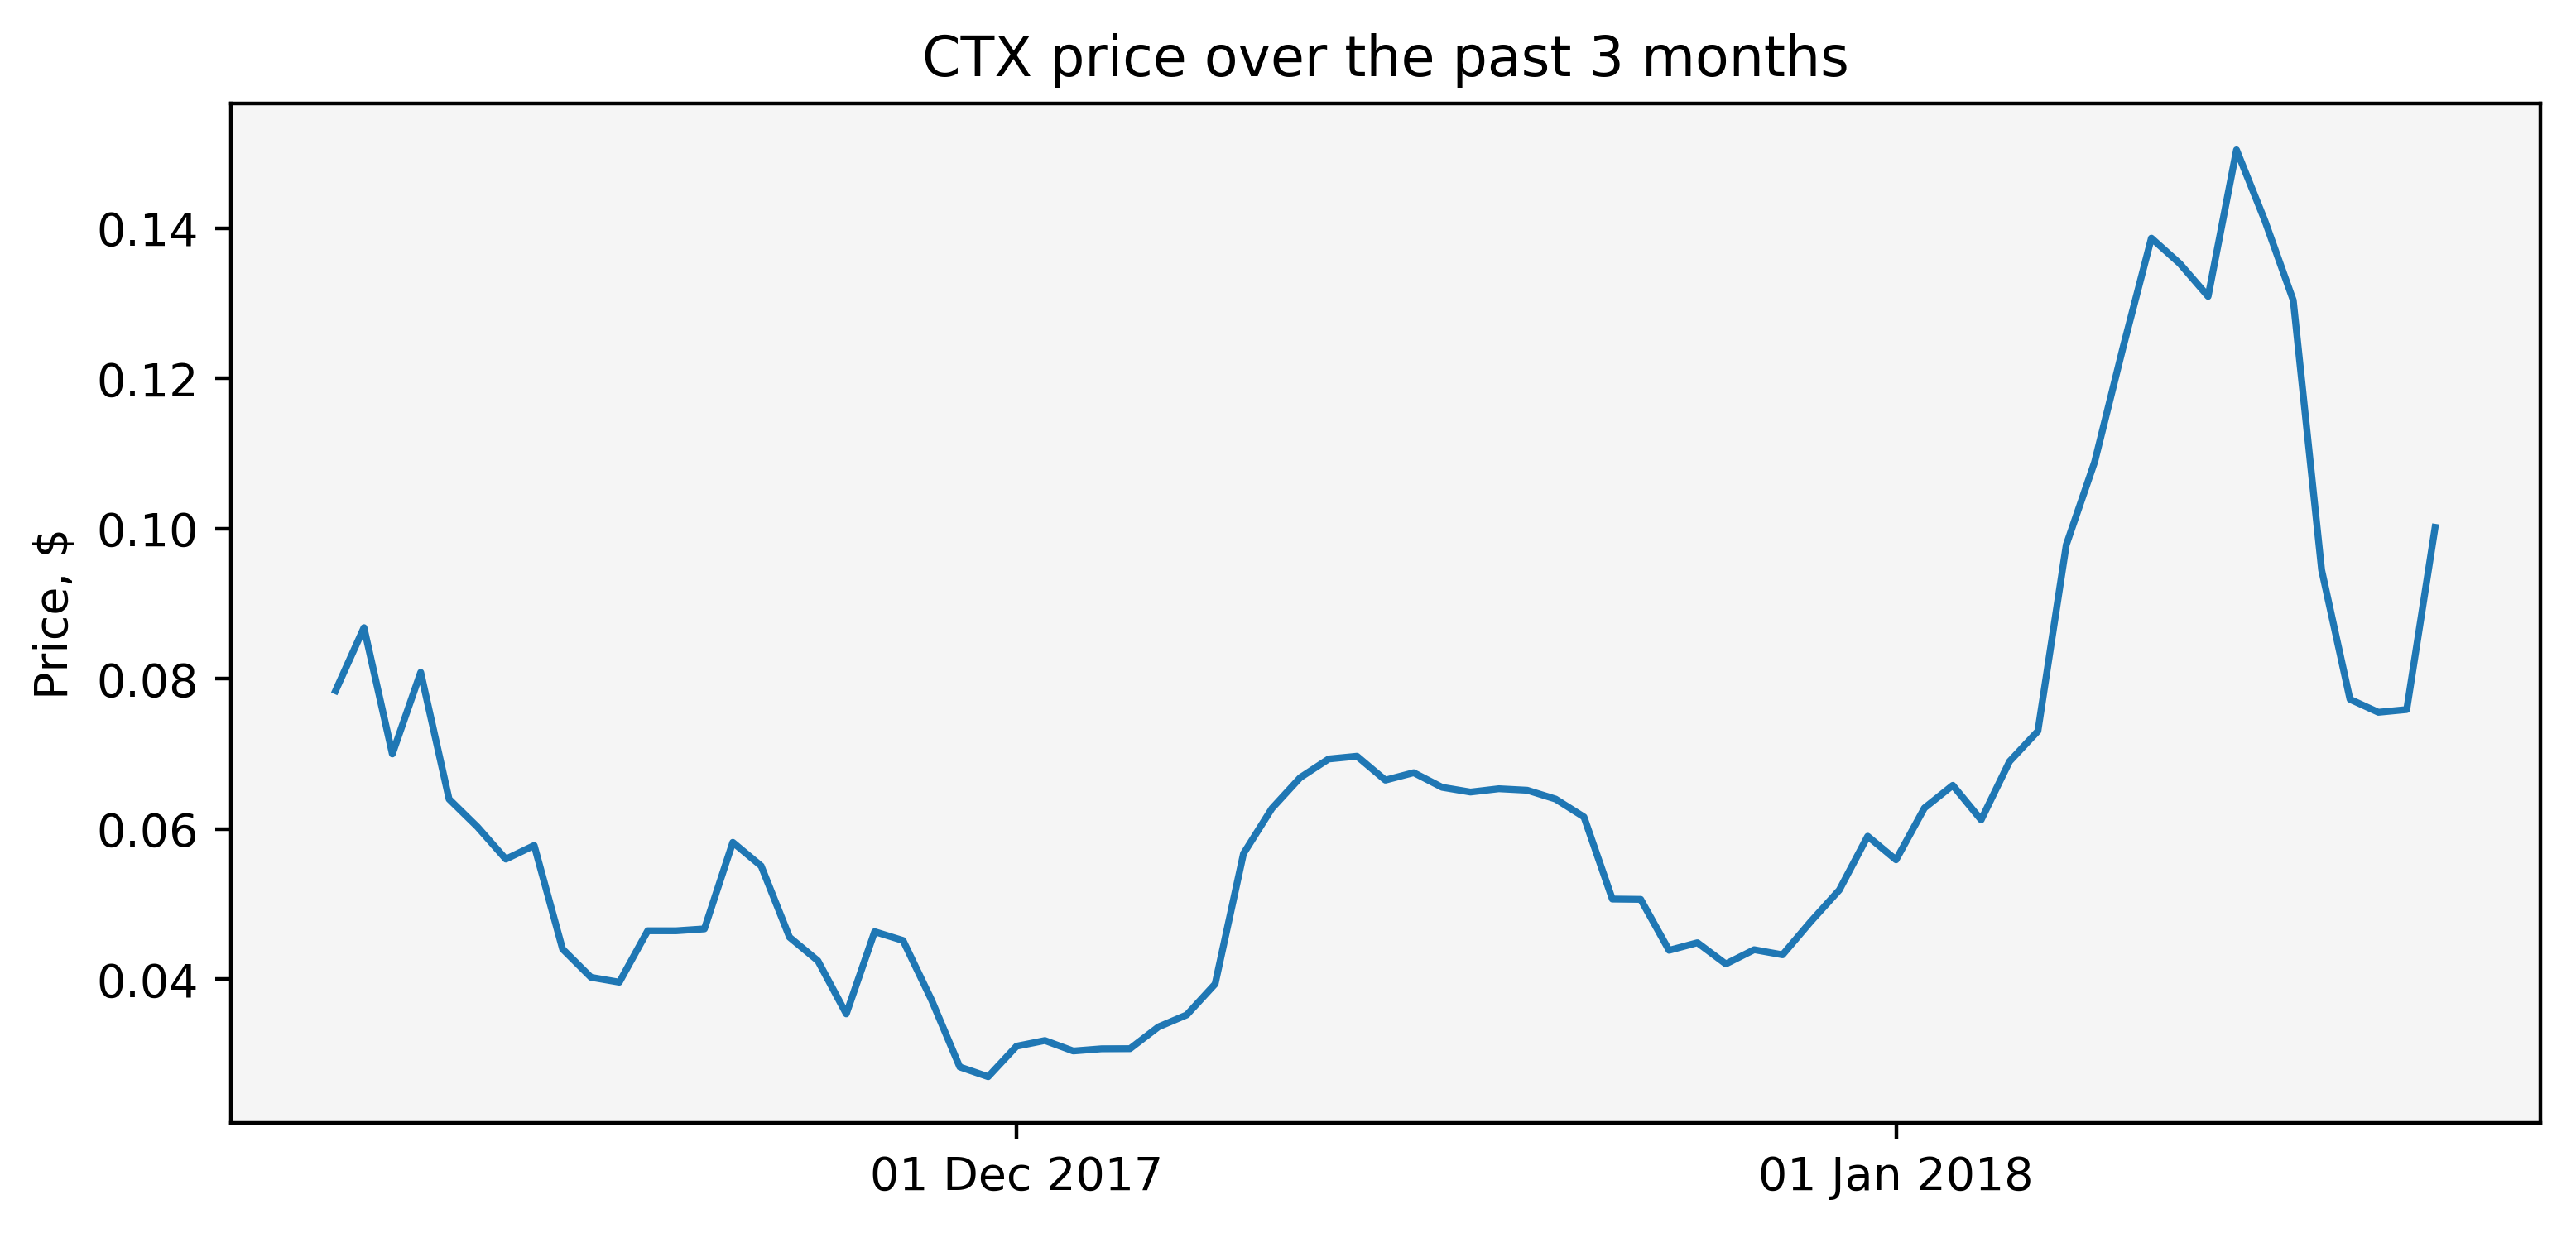 CTX price over the past 3 months
Price, $
0.14
0.12
0.10
0.08
0.06
0.04
01 Dec 2017
01 Jan 2018